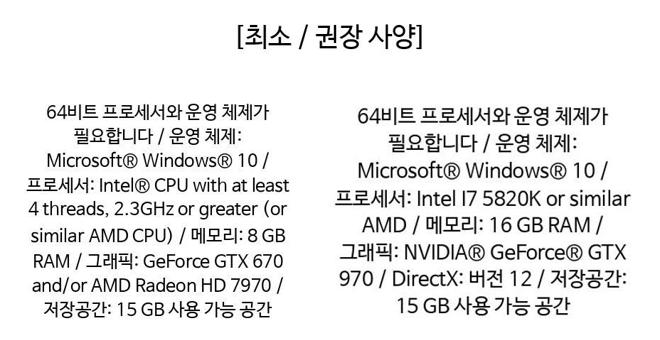 [최소 / 권장 사양]
64비트 프로세서와 운영 체제가
필요합니다 / 운영 체제:
Microsoft® Windows® 10 /
프로세서: Intel® CPU with at least
4 threads, 2.3GHz or greater (or
similar AMD CPU) / 메모리: 8 GB
RAM / 그래픽: GeForce GTX 670
and/or AMD Radeon HD 7970 /
저장공간: 15 GB 사용 가능 공간
64비트 프로세서와 운영 체제가
필요합니다 / 운영 체제:
Microsoft® Windows® 10 /
프로세서: Intel I7 5820K or similar
AMD / 메모리: 16 GB RAM /
그래픽: NVIDIA® GeForce® GTX
970 / DirectX: 버전 12 / 저장공간:
15 GB 사용 가능 공간